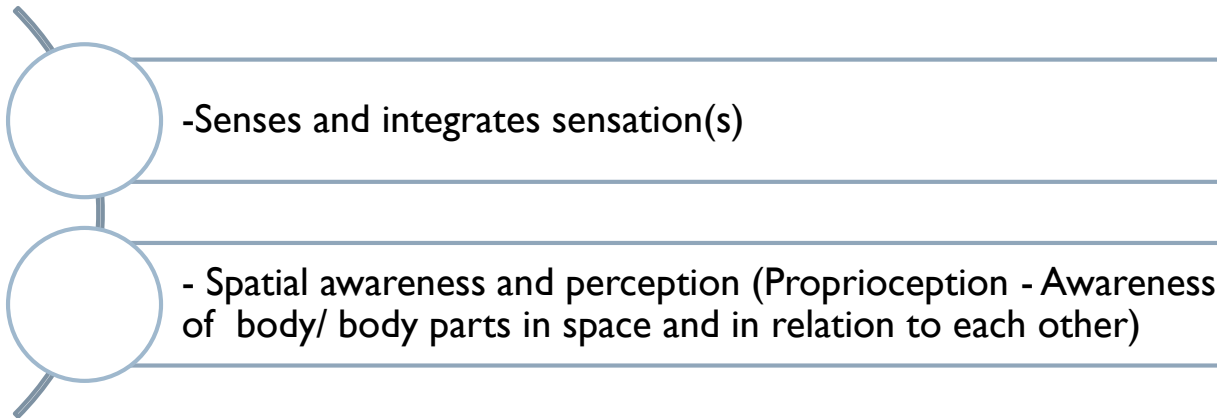 -Senses and integrates sensation(s)
- Spatial awareness and perception (Proprioception - Awareness
of body/ body parts in space and in relation to each other)